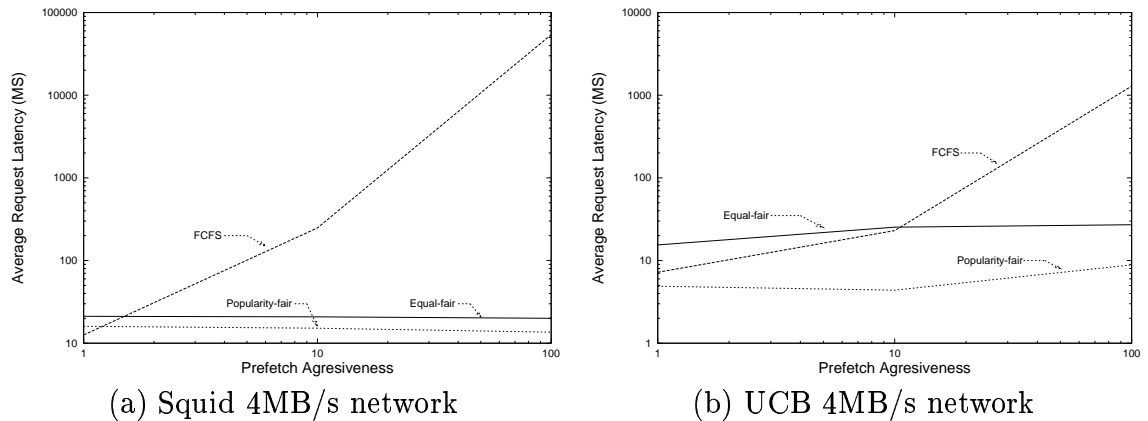 100000
10000
1000
100
10
1
10
100
Average Request Latency (MS)
Prefetch Agresiveness
FCFS
Popularity-fair
Equal-fair
(a) Squid 4MB/s network
10000
1000
100
10
1
1
10
100
Average Request Latency (MS)
Prefetch Agresiveness
FCFS
Equal-fair
Popularity-fair
(b) UCB 4MB/s network